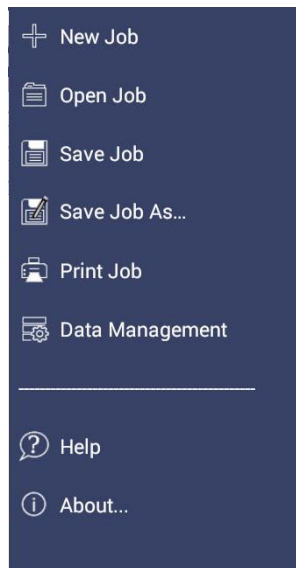 New Job
Open Job
Save Job
Save Job As...
Print Job
Data Management
Help
About...